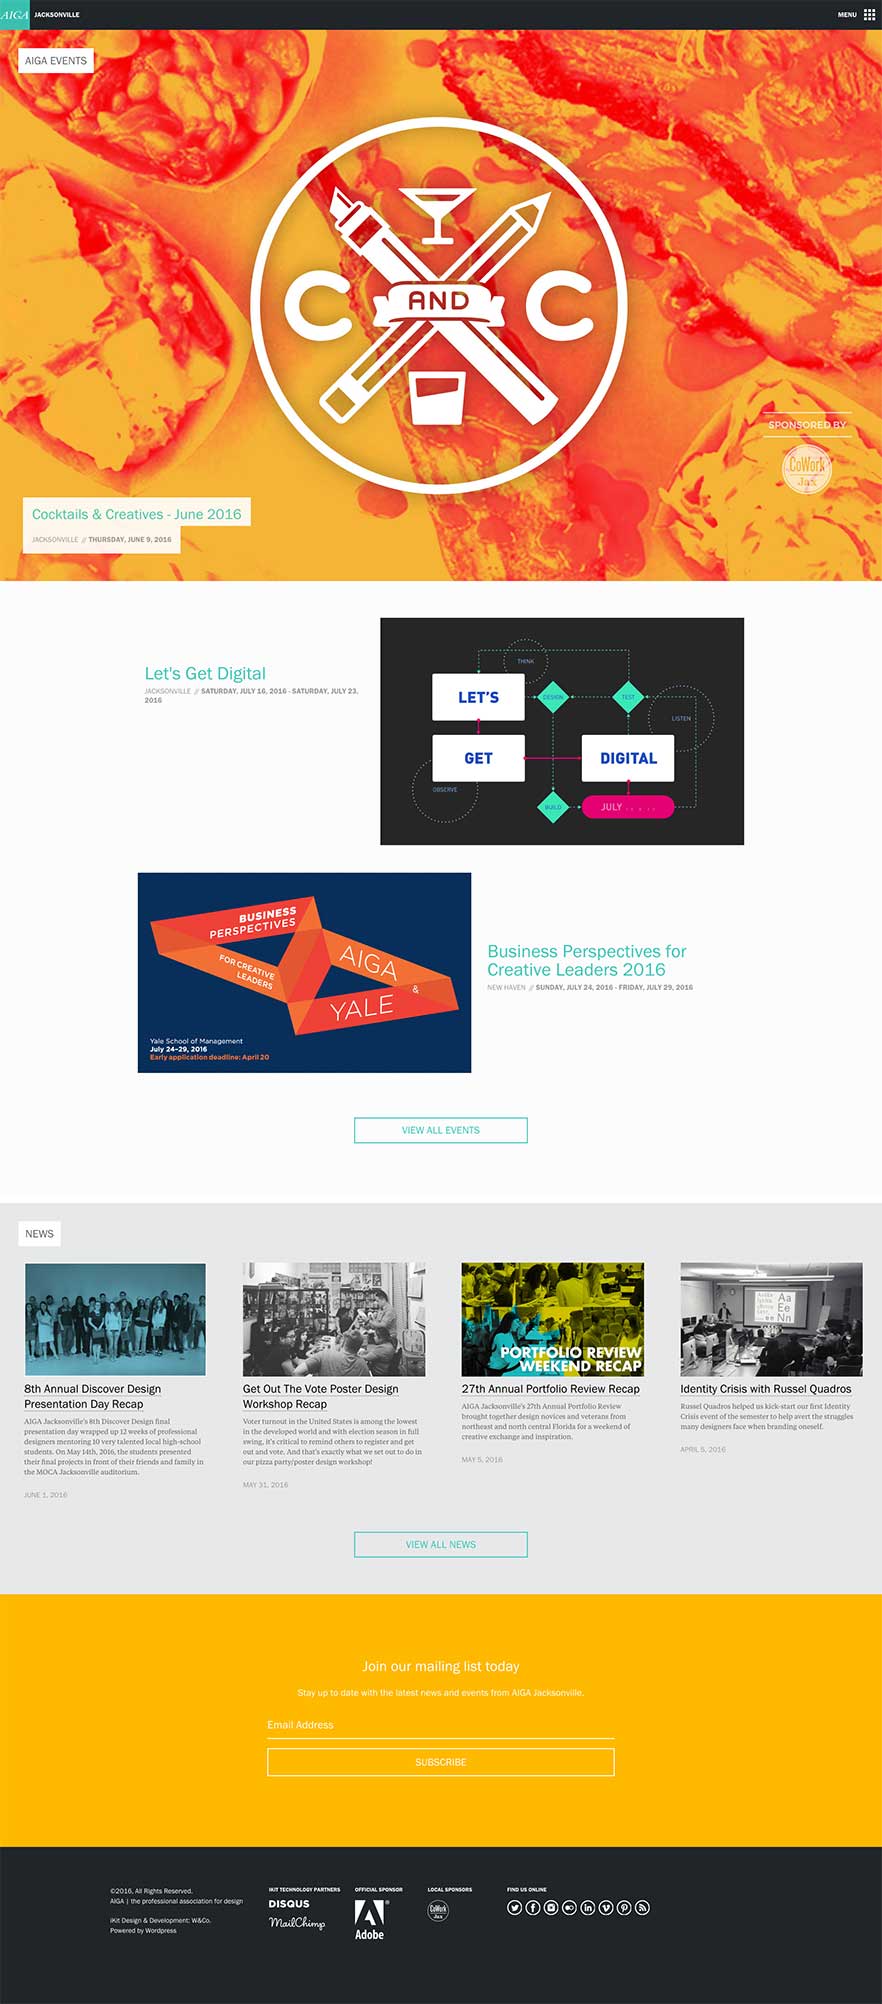 AIGA JACKSONVILLE
MENU
AIGA EVENTS
C AND C
SPONSORED BY
CoWork
Jax
Cocktails & Creatives - June 2016
JACKSONVILLE // THURSDAY, JUNE 9, 2016
Let's Get Digital
JACKSONVILLE // SATURDAY, JULY 16, 2016 - SATURDAY, JULY 23,
2016
THINK
LET'S
DESIGN
TEST
LISTEN
GET
DIGITAL
OBSERVE
BUILD
JULY . , . , .
BUSINESS
PERSPECTIVES
FOR CREATIVE
LEADERS
AIGA
&
YALE
Yale School of Management
July 24–29, 2016
Early application deadline: April 20
Business Perspectives for
Creative Leaders 2016
NEW HAVEN // SUNDAY, JULY 24, 2016 - FRIDAY, JULY 29, 2016
VIEW ALL EVENTS
NEWS
8th Annual Discover Design
Presentation Day Recap
AIGA Jacksonville's 8th Discover Design final
presentation day wrapped up 12 weeks of professional
designers mentoring 10 very talented local high-school
students. On May 14th, 2016, the students presented
their final projects in front of their friends and family in
the MOCA Jacksonville auditorium.
JUNE 1, 2016
Get Out The Vote Poster Design
Workshop Recap
Voter turnout in the United States is among the lowest
in the developed world and with election season in full
swing, it's critical to remind others to register and get
out and vote. And that's exactly what we set out to do in
our pizza party/poster design workshop!
MAY 31, 2016
PORTFOLIO REVIEW
WEEKEND RECAP
27th Annual Portfolio Review Recap
AIGA Jacksonville's 27th Annual Portfolio Review
brought together design novices and veterans from
northeast and north central Florida for a weekend of
creative exchange and inspiration.
MAY 5, 2016
Aa
Ee
Nn
Identity Crisis with Russel Quadros
Russel Quadros helped us kick-start our first Identity
Crisis event of the semester to help avert the struggles
many designers face when branding oneself.
APRIL 5, 2016
VIEW ALL NEWS
Join our mailing list today
Stay up to date with the latest news and events from AIGA Jacksonville.
Email Address
SUBSCRIBE
©2016, All Rights Reserved.
AIGA | the professional association for design
iKit Design & Development: W&Co.
Powered by Wordpress
IKIT TECHNOLOGY PARTNERS
DISQUS
MailChimp
OFFICIAL SPONSOR
Adobe
LOCAL SPONSORS
CoWork
Jax
FIND US ONLINE